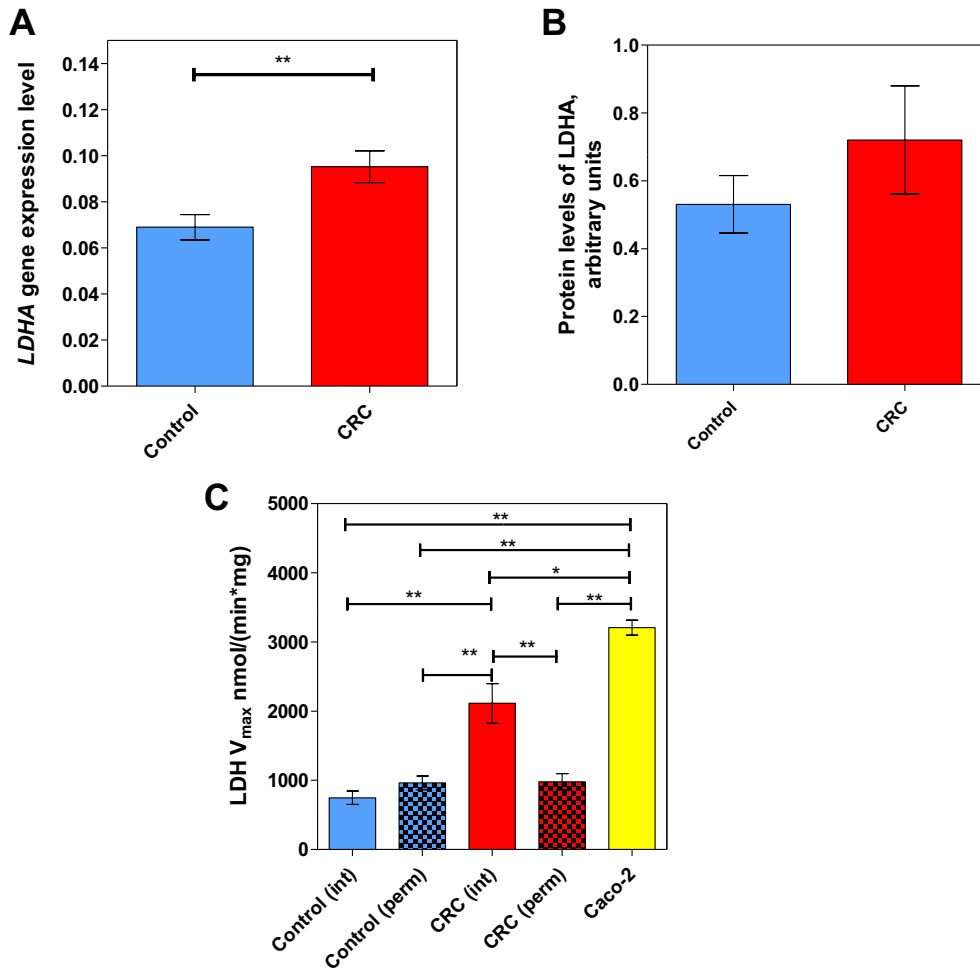 A
LDHA gene expression level
0.14
0.12
0.10
0.08
0.06
0.04
0.02
0.00
**
Control
CRC
B
Protein levels of LDHA,
arbitrary units
1.0
0.8
0.6
0.4
0.2
0.0
Control
CRC
C
LDH Vmax nmol/(min*mg)
5000
4000
3000
2000
1000
0
**
**
*
**
**
**
**
Control (int)
Control (perm)
CRC (int)
CRC (perm)
Caco-2